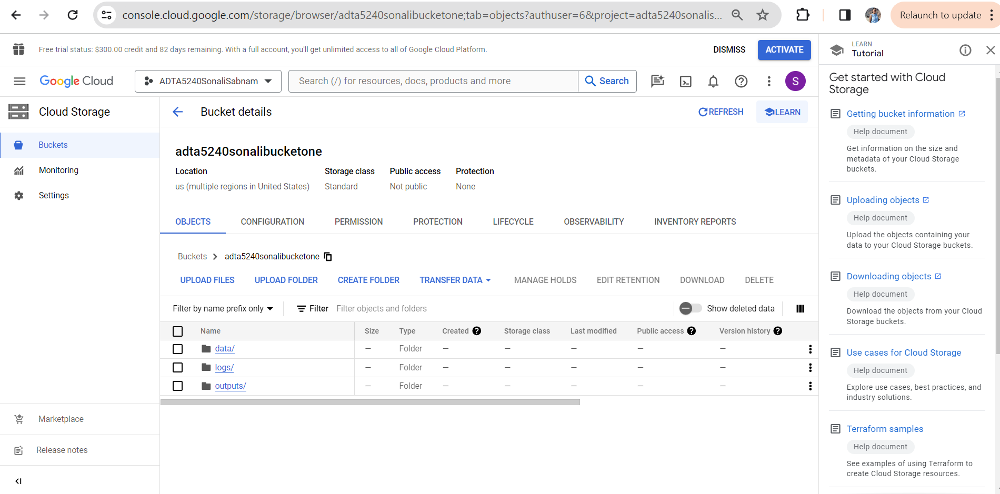 console.cloud.google.com/storage/browser/adta5240sonalibucketone;tab=objects?authuser=6&project=adta5240sonalis...
Relaunch to update
Free trial status: $300.00 credit and 82 days remaining. With a full account, you'll get unlimited access to all of Google Cloud Platform.
DISMISS
ACTIVATE
Google Cloud
ADTA5240SonaliSabnam
Search (/) for resources, docs, products and more
Search
S
Cloud Storage
Buckets
Monitoring
Settings
Marketplace
Release notes
Bucket details
REFRESH
LEARN
adta5240sonalibucketone
Location Storage class Public access Protection
us (multiple regions in United States) Standard Not public None
OBJECTS CONFIGURATION PERMISSION PROTECTION LIFECYCLE OBSERVABILITY INVENTORY REPORTS
Buckets > adta5240sonalibucketone
UPLOAD FILES UPLOAD FOLDER CREATE FOLDER TRANSFER DATA MANAGE HOLDS EDIT RETENTION DOWNLOAD DELETE
Filter by name prefix only Filter Filter objects and folders Show deleted data
Name Size Type Created Storage class Last modified Public access Version history
data/ — Folder — — — — —
logs/ — Folder — — — — —
outputs/ — Folder — — — — —
LEARN
Tutorial
Get started with Cloud
Storage
Getting bucket information
Help document
Get information on the size and
metadata of your Cloud Storage
buckets.
Uploading objects
Help document
Upload the objects containing your
data to your Cloud Storage buckets.
Downloading objects
Help document
Download the objects from your Cloud
Storage buckets.
Use cases for Cloud Storage
Help document
Explore use cases, best practices, and
industry solutions.
Terraform samples
Help document
See examples of using Terraform to
create Cloud Storage resources.